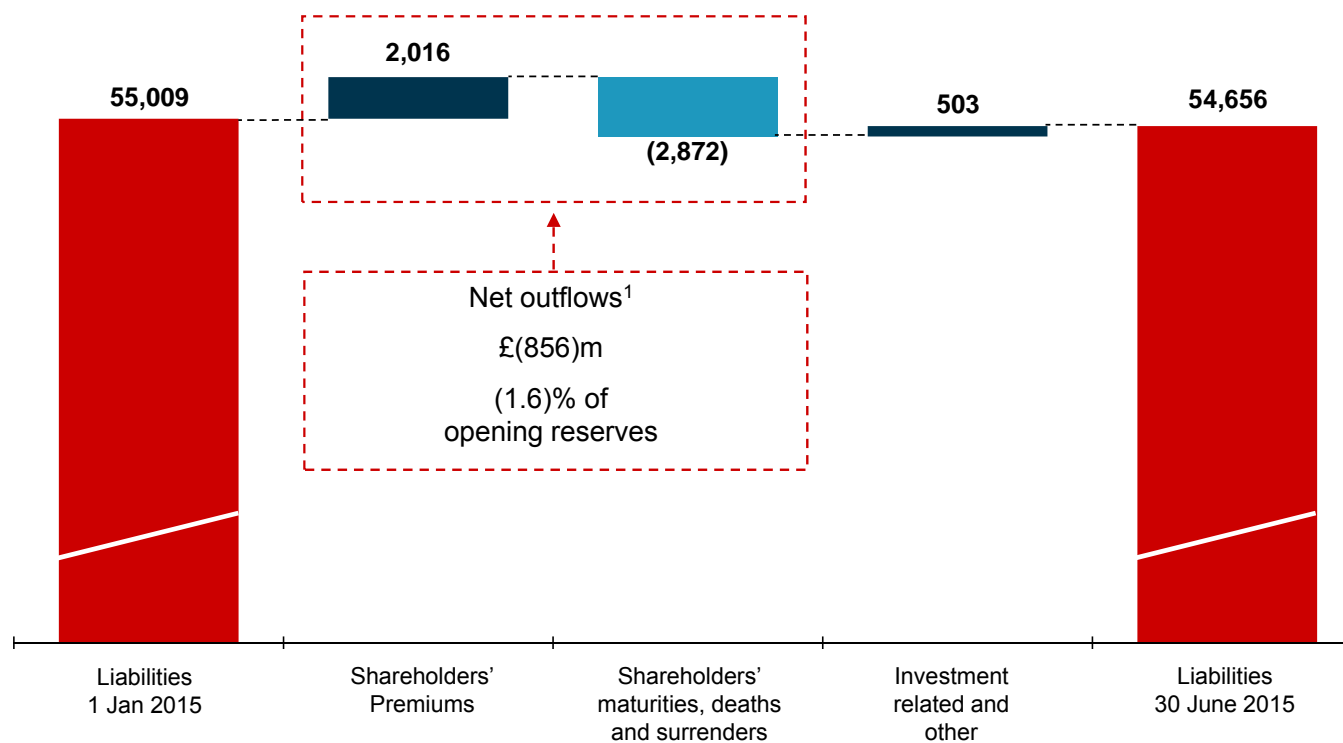 2,016
55,009
503
54,656
(2,872)
Net outflows¹
£(856)m
(1.6)% of
opening reserves
Liabilities
1 Jan 2015
Shareholders’
Premiums
Shareholders’
maturities, deaths
and surrenders
Investment
related and
other
Liabilities
30 June 2015